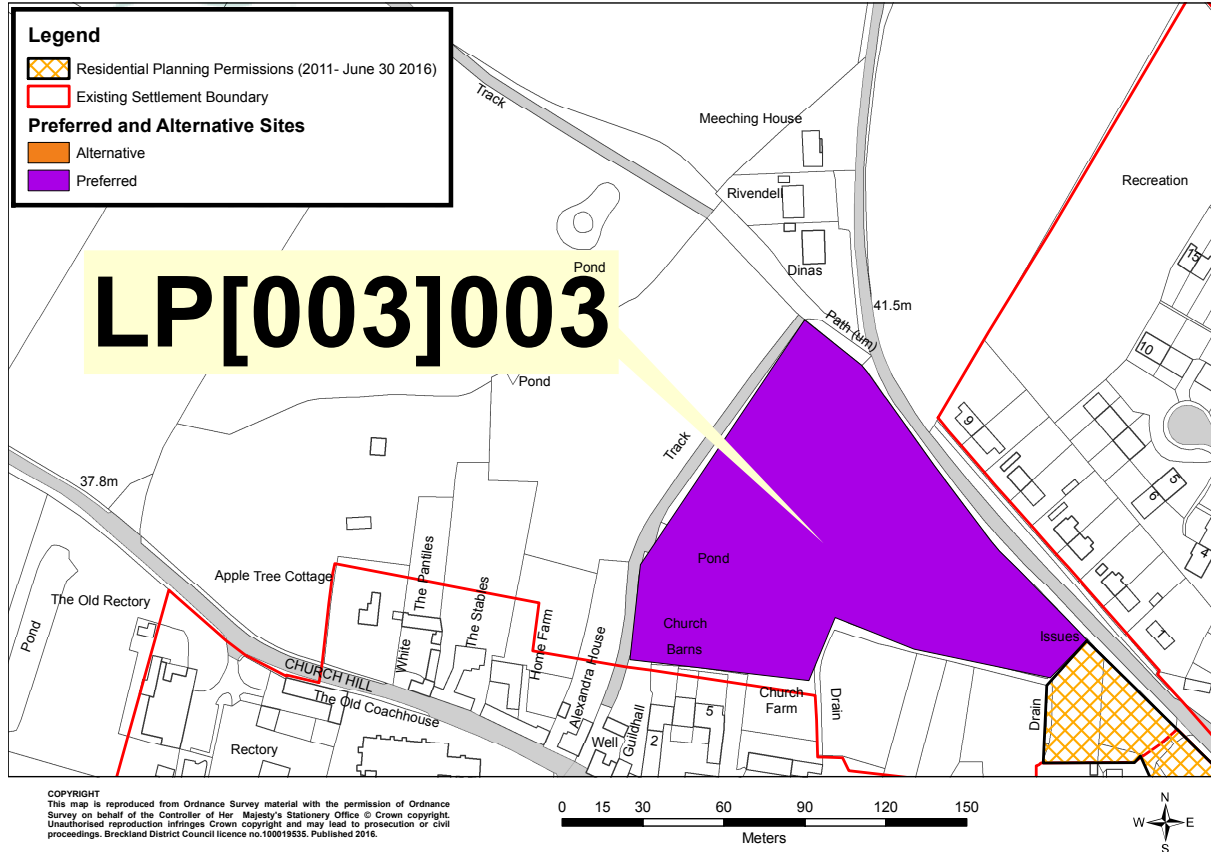 Legend
Residential Planning Permissions (2011- June 30 2016)
Existing Settlement Boundary
Preferred and Alternative Sites
Alternative
Preferred
Track
Meeching House
Recreation
Rivendell
15
Pond
Dinas
LP[003]003
41.5m
Path (um)
10
Pond
9
Track
5
6
37.8m
4
Pond
Apple Tree Cottage
The Pantiles
The Old Rectory
The Stables
Church
Barns
Issues
1
Pond
White
Home Farm
CHURCH HILL
Alexandra House
The Old Coachhouse
Church
Farm
Drain
Drain
Guildhall
5
2
Well
Rectory
COPYRIGHT
This map is reproduced from Ordnance Survey material with the permission of Ordnance
Survey on behalf of the Controller of Her Majesty's Stationery Office © Crown copyright.
Unauthorised reproduction infringes Crown copyright and may lead to prosecution or civil
proceedings. Breckland District Council licence no.100019535. Published 2016.
0 15 30 60 90 120 150
Meters
N
W E
S